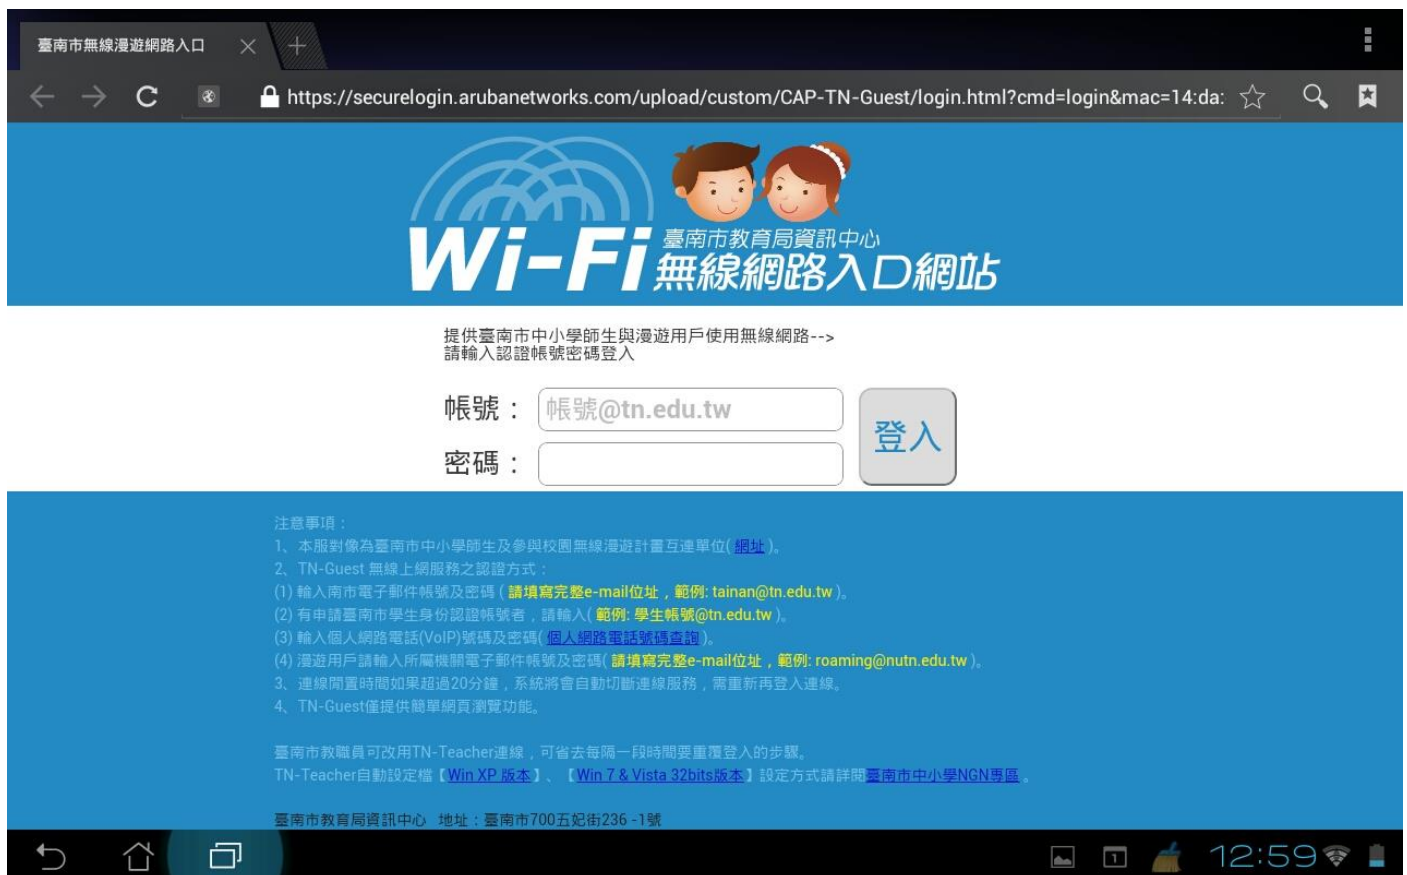 臺南市無線漫遊網路入口
https://securelogin.arubanetworks.com/upload/custom/CAP-TN-Guest/login.html?cmd=login&mac=14:da:
Wi-Fi
臺南市教育局資訊中心
無線網路入口網站
提供臺南市中小學師生與漫遊用戶使用無線網路-->
請輸入認證帳號密碼登入
帳號： 帳號@tn.edu.tw
密碼：
登入
注意事項：
1、本服對像為臺南市中小學師生及參與校園無線漫遊計畫互連單位( 網址 )。
2、TN-Guest 無線上網服務之認證方式：
(1) 輸入南市電子郵件帳號及密碼 ( 請填寫完整e-mail位址，範例: tainan@tn.edu.tw )。
(2) 有申請臺南市學生身份認證帳號者，請輸入( 範例: 學生帳號@tn.edu.tw )。
(3) 輸入個人網路電話(VoIP)號碼及密碼( 個人網路電話號碼查詢 )。
(4) 漫遊用戶請輸入所屬機關電子郵件帳號及密碼( 請填寫完整e-mail位址，範例: roaming@nutn.edu.tw )。
3、連線閒置時間如果超過20分鐘，系統將會自動切斷連線服務，需重新再登入連線。
4、TN-Guest僅提供簡單網頁瀏覽功能。
臺南市教職員可改用TN-Teacher連線，可省去每隔一段時間要重覆登入的步驟。
TN-Teacher自動設定檔【Win XP 版本】、【Win 7 & Vista 32bits版本】設定方式請詳閱臺南市中小學NGN專區 。
臺南市教育局資訊中心 地址：臺南市700五妃街236 -1號
1
12:59